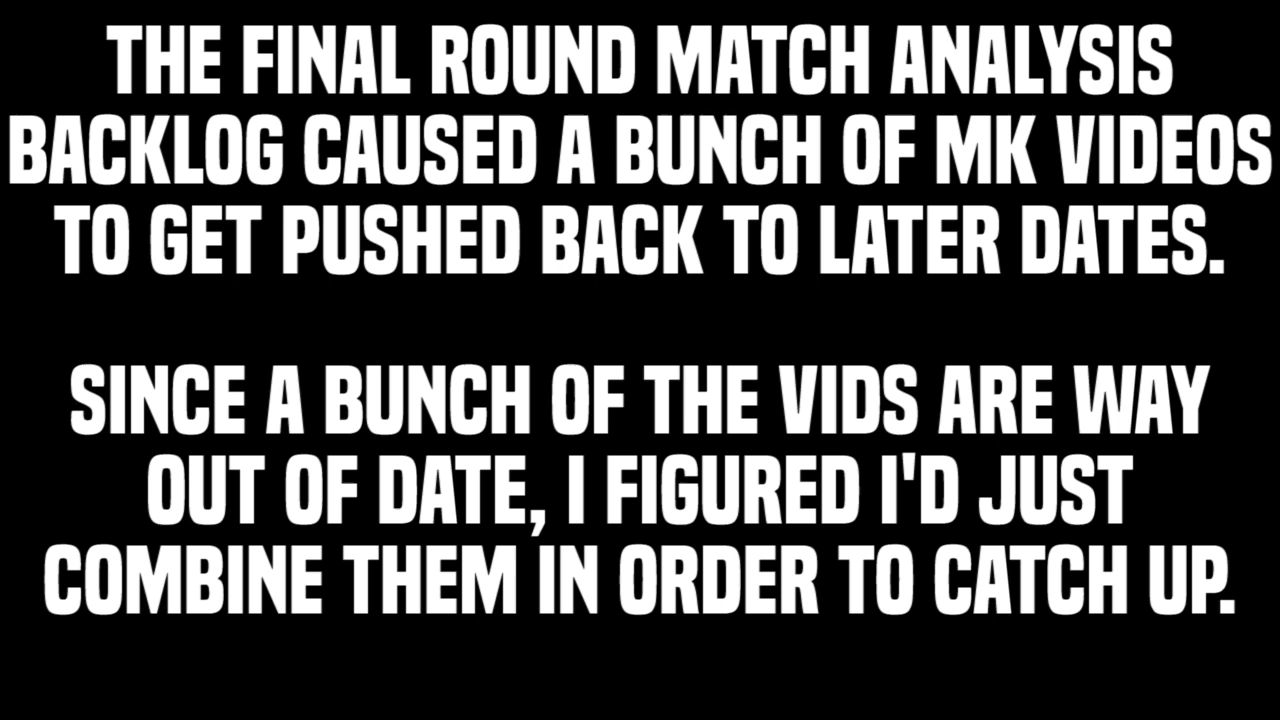 THE FINAL ROUND MATCH ANALYSIS
BACKLOG CAUSED A BUNCH OF MK VIDEOS
TO GET PUSHED BACK TO LATER DATES.
SINCE A BUNCH OF THE VIDS ARE WAY
OUT OF DATE, I FIGURED I'D JUST
COMBINE THEM IN ORDER TO CATCH UP.